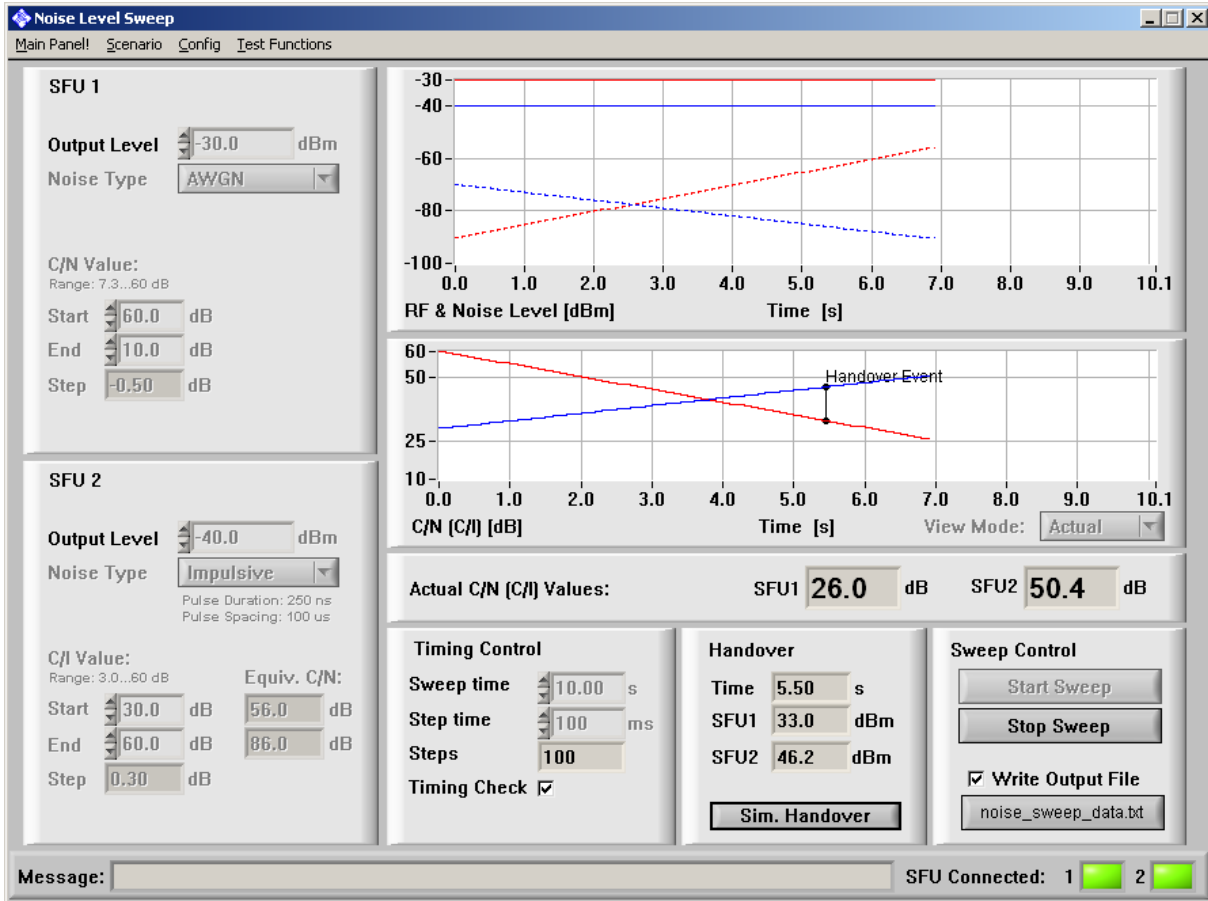 Noise Level Sweep
Main Panel! Scenario Config Test Functions
SFU 1
Output Level -30.0 dBm
Noise Type AWGN
C/N Value:
Range: 7.3...60 dB
Start 60.0 dB
End 10.0 dB
Step -0.50 dB
SFU 2
Output Level -40.0 dBm
Noise Type Impulsive
Pulse Duration: 250 ns
Pulse Spacing: 100 us
C/I Value:
Range: 3.0...60 dB
Equiv. C/N:
Start 30.0 dB 56.0 dB
End 60.0 dB 86.0 dB
Step 0.30 dB
-30
-40
-60
-80
-100
0.0 1.0 2.0 3.0 4.0 5.0 6.0 7.0 8.0 9.0 10.1
RF & Noise Level [dBm] Time [s]
60
50
25
10
Handover Event
0.0 1.0 2.0 3.0 4.0 5.0 6.0 7.0 8.0 9.0 10.1
C/N (C/I) [dB] Time [s] View Mode: Actual
Actual C/N (C/I) Values: SFU1 26.0 dB SFU2 50.4 dB
Timing Control
Sweep time 10.00 s
Step time 100 ms
Steps 100
Timing Check
Handover
Time 5.50 s
SFU1 33.0 dBm
SFU2 46.2 dBm
Sim. Handover
Sweep Control
Start Sweep
Stop Sweep
Write Output File
noise_sweep_data.txt
Message: SFU Connected: 1 2